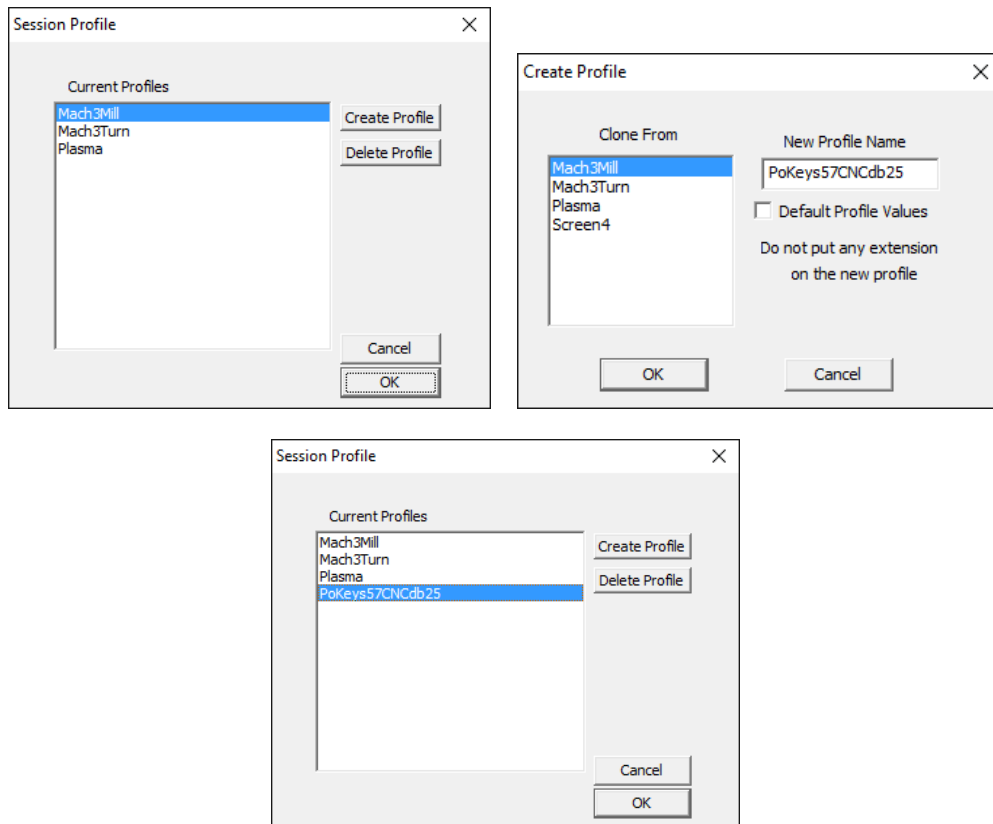 Session Profile
Current Profiles
Mach3Mill
Mach3Turn
Plasma
Create Profile
Delete Profile
Cancel
OK
Create Profile
Clone From
Mach3Mill
Mach3Turn
Plasma
Screen4
New Profile Name
PoKeys57CNCdb25
Default Profile Values
Do not put any extension
on the new profile
OK
Cancel
Session Profile
Current Profiles
Mach3Mill
Mach3Turn
Plasma
PoKeys57CNCdb25
Create Profile
Delete Profile
Cancel
OK